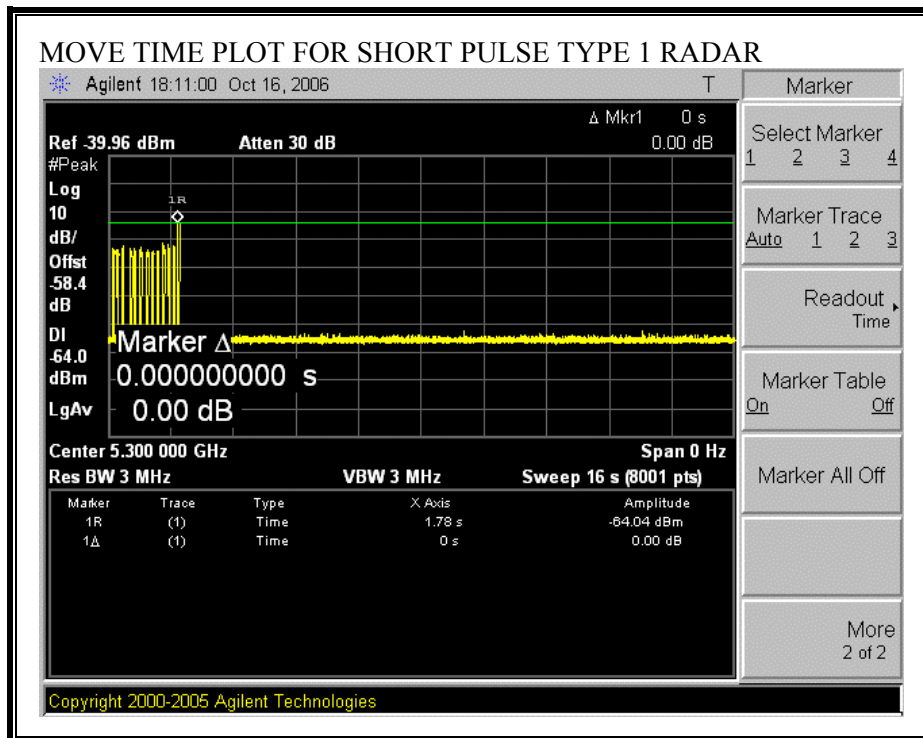 MOVE TIME PLOT FOR SHORT PULSE TYPE 1 RADAR
Agilent 18:11:00 Oct 16, 2006 T
Δ Mkr1 0 s
Ref -39.96 dBm Atten 30 dB 0.00 dB
#Peak
Log
10
dB/
Offst
-58.4
dB
DI
-64.0
dBm
LgAv
1R
Marker Δ
0.000000000 s
0.00 dB
Center 5.300 000 GHz Span 0 Hz
Res BW 3 MHz VBW 3 MHz Sweep 16 s (8001 pts)
Marker Trace Type X Axis Amplitude
1R (1) Time 1.78 s -64.04 dBm
1Δ (1) Time 0 s 0.00 dB
Copyright 2000-2005 Agilent Technologies
Marker
Select Marker
1 2 3 4
Marker Trace
Auto 1 2 3
Readout
Time
Marker Table
On Off
Marker All Off
More
2 of 2